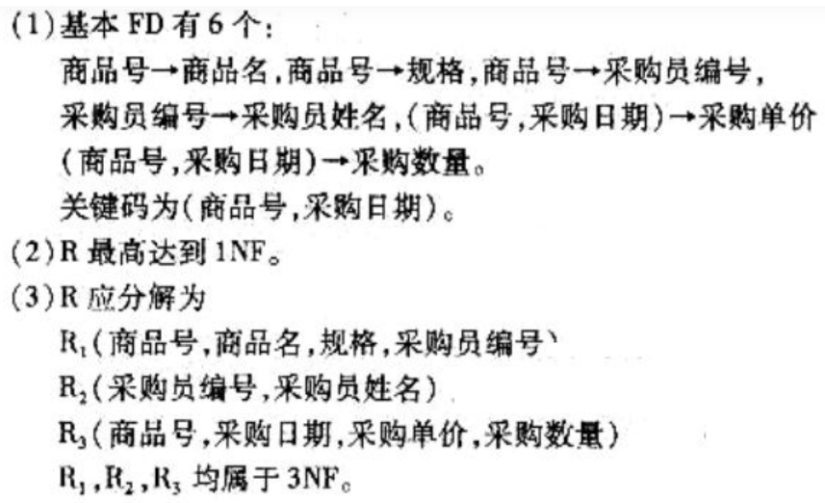 (1)基本 FD 有 6 个:
商品号→商品名,商品号→规格,商品号→采购员编号,
采购员编号→采购员姓名,(商品号,采购日期)→采购单价
(商品号,采购日期)→采购数量。
关键码为(商品号,采购日期)。
(2)R 最高达到 1NF。
(3)R 应分解为
R₁(商品号,商品名,规格,采购员编号)
R₂(采购员编号,采购员姓名)
R₃(商品号,采购日期,采购单价,采购数量)
R₁,R₂,R₃ 均属于 3NF。